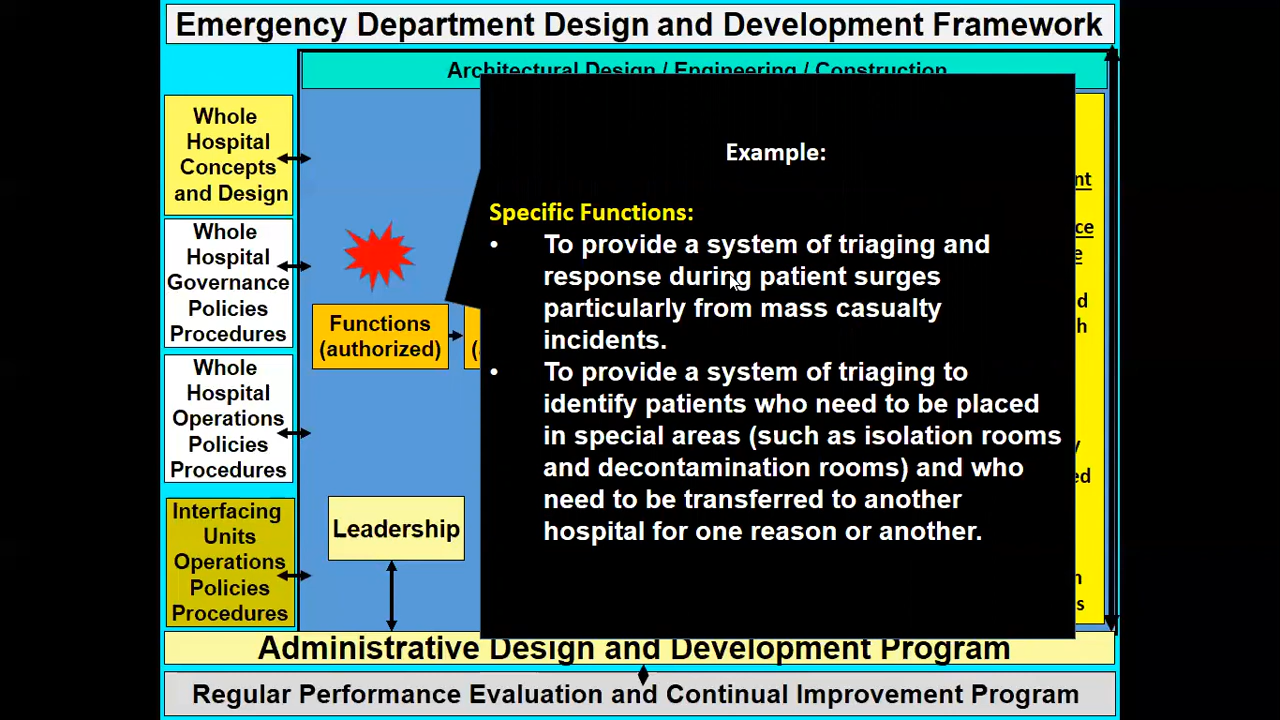 Emergency Department Design and Development Framework
Architectural Design / Engineering / Construction
Whole
Hospital
Concepts
and Design
Whole
Hospital
Governance
Policies
Procedures
Whole
Hospital
Operations
Policies
Procedures
Interfacing
Units
Operations
Policies
Procedures
Functions
(authorized)
Leadership
Example:
Specific Functions:
• To provide a system of triaging and
response during patient surges
particularly from mass casualty
incidents.
• To provide a system of triaging to
identify patients who need to be placed
in special areas (such as isolation rooms
and decontamination rooms) and who
need to be transferred to another
hospital for one reason or another.
Administrative Design and Development Program
Regular Performance Evaluation and Continual Improvement Program